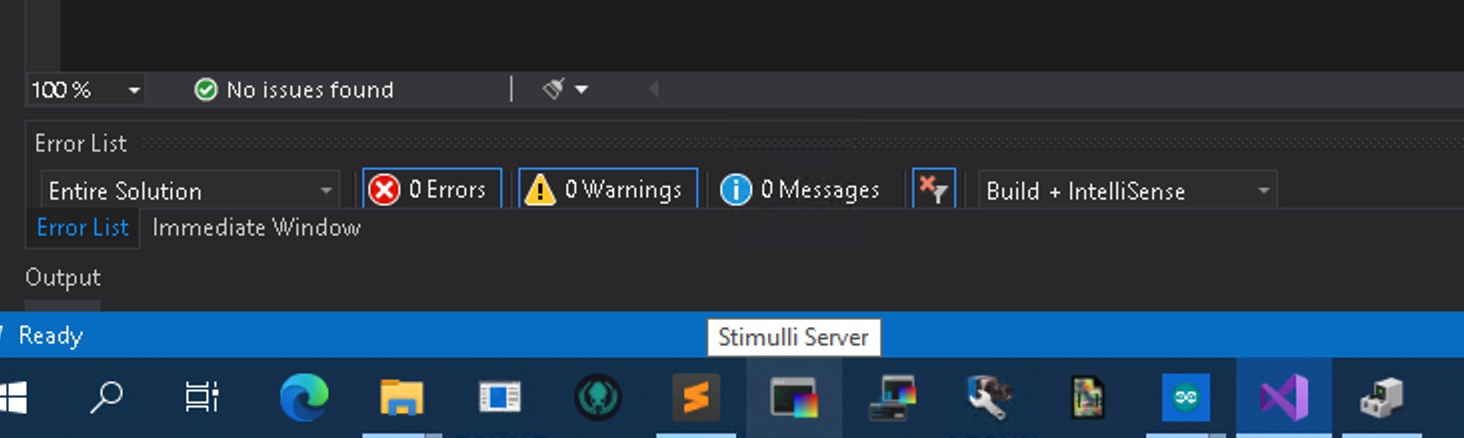 100 %
No issues found
Error List
Entire Solution
0 Errors
0 Warnings
0 Messages
Build + IntelliSense
Error List
Immediate Window
Output
Ready
Stimulli Server